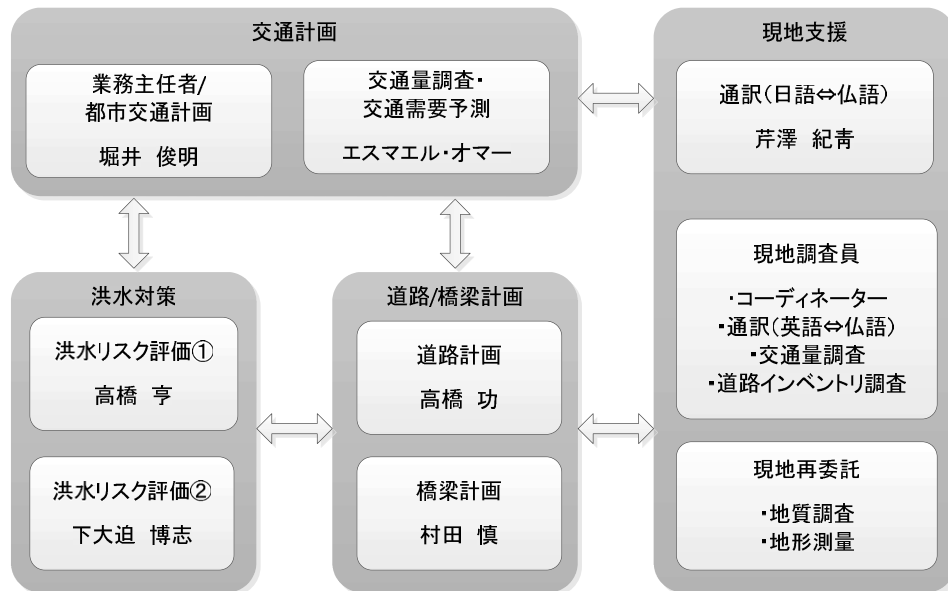 交通計画
業務主任者/
都市交通計画
堀井 俊明
交通量調査・
交通需要予測
エスマエル・オマー
現地支援
通訳(日語⇔仏語)
芹澤 紀靑
現地調査員
・コーディネーター
・通訳(英語⇔仏語)
・交通量調査
・道路インベントリ調査
現地再委託
・地質調査
・地形測量
洪水対策
洪水リスク評価①
高橋 亨
洪水リスク評価②
下大迫 博志
道路/橋梁計画
道路計画
高橋 功
橋梁計画
村田 慎